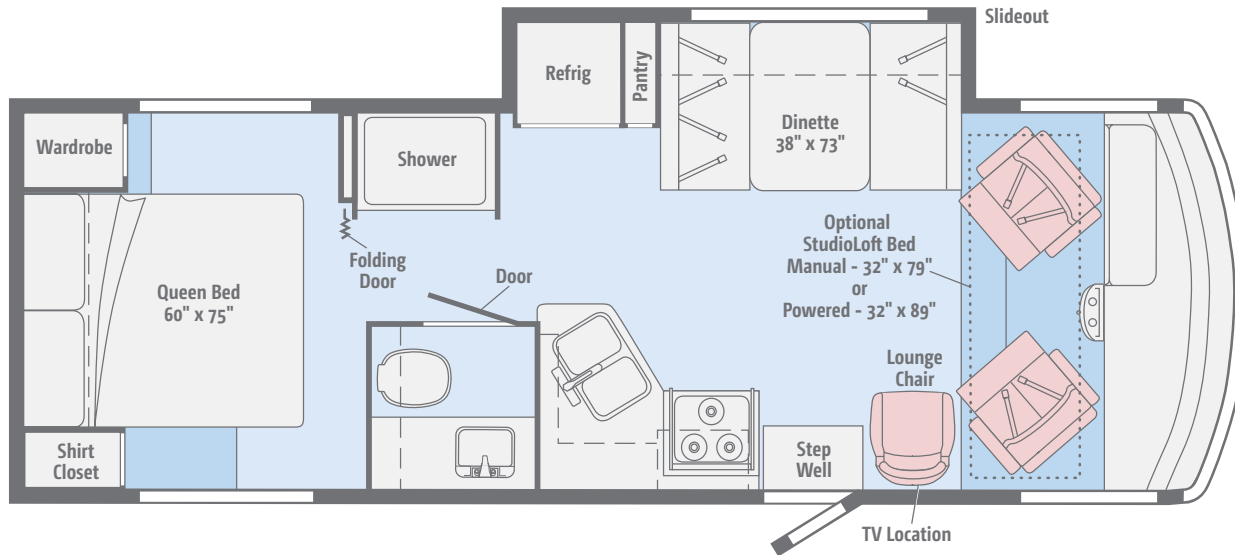 Slideout
Refrig
Pantry
Dinette
38" x 73"
Wardrobe
Shower
Optional
StudioLoft Bed
Manual - 32" x 79"
or
Powered - 32" x 89"
Folding
Door
Door
Queen Bed
60" x 75"
Lounge
Chair
Shirt
Closet
Step
Well
TV Location